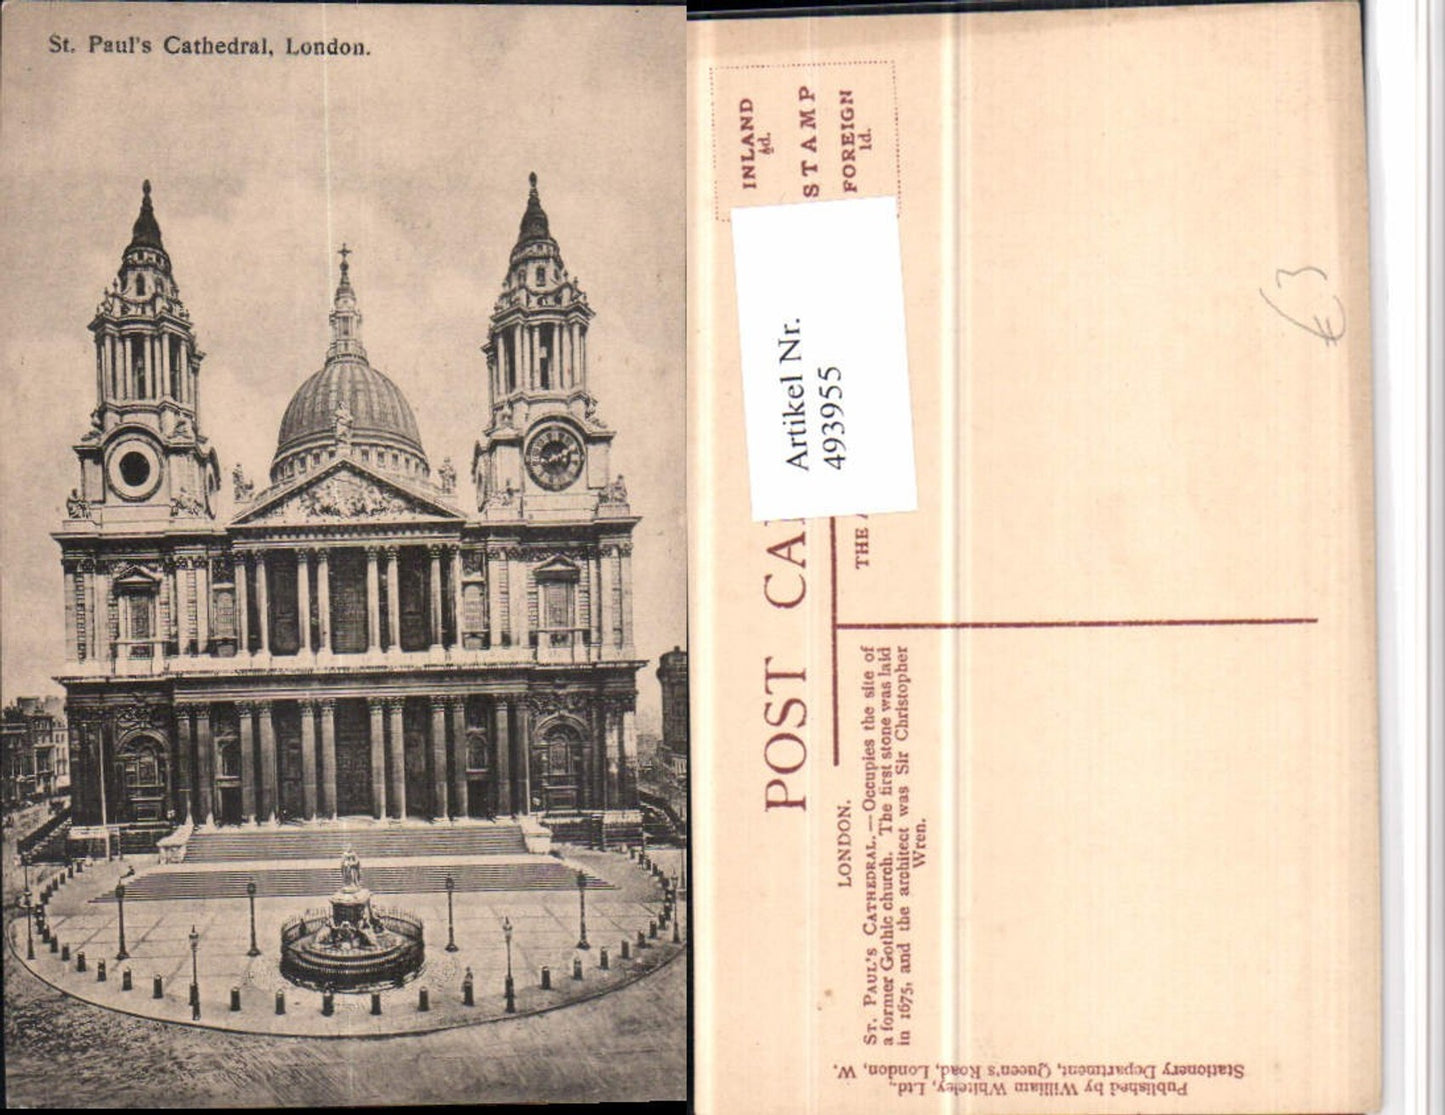 St. Paul's Cathedral, London.
INLAND
½d.
STAMP
FOREIGN
1d.
Artikel Nr.
493955
POST CA
THE
LONDON.
ST. PAUL'S CATHEDRAL.—Occupies the site of
a former Gothic church. The first stone was laid
in 1675, and the architect was Sir Christopher
Wren.
Published by William Whiteley, Ltd.,
Stationery Department, Queen's Road, London, W.
€3